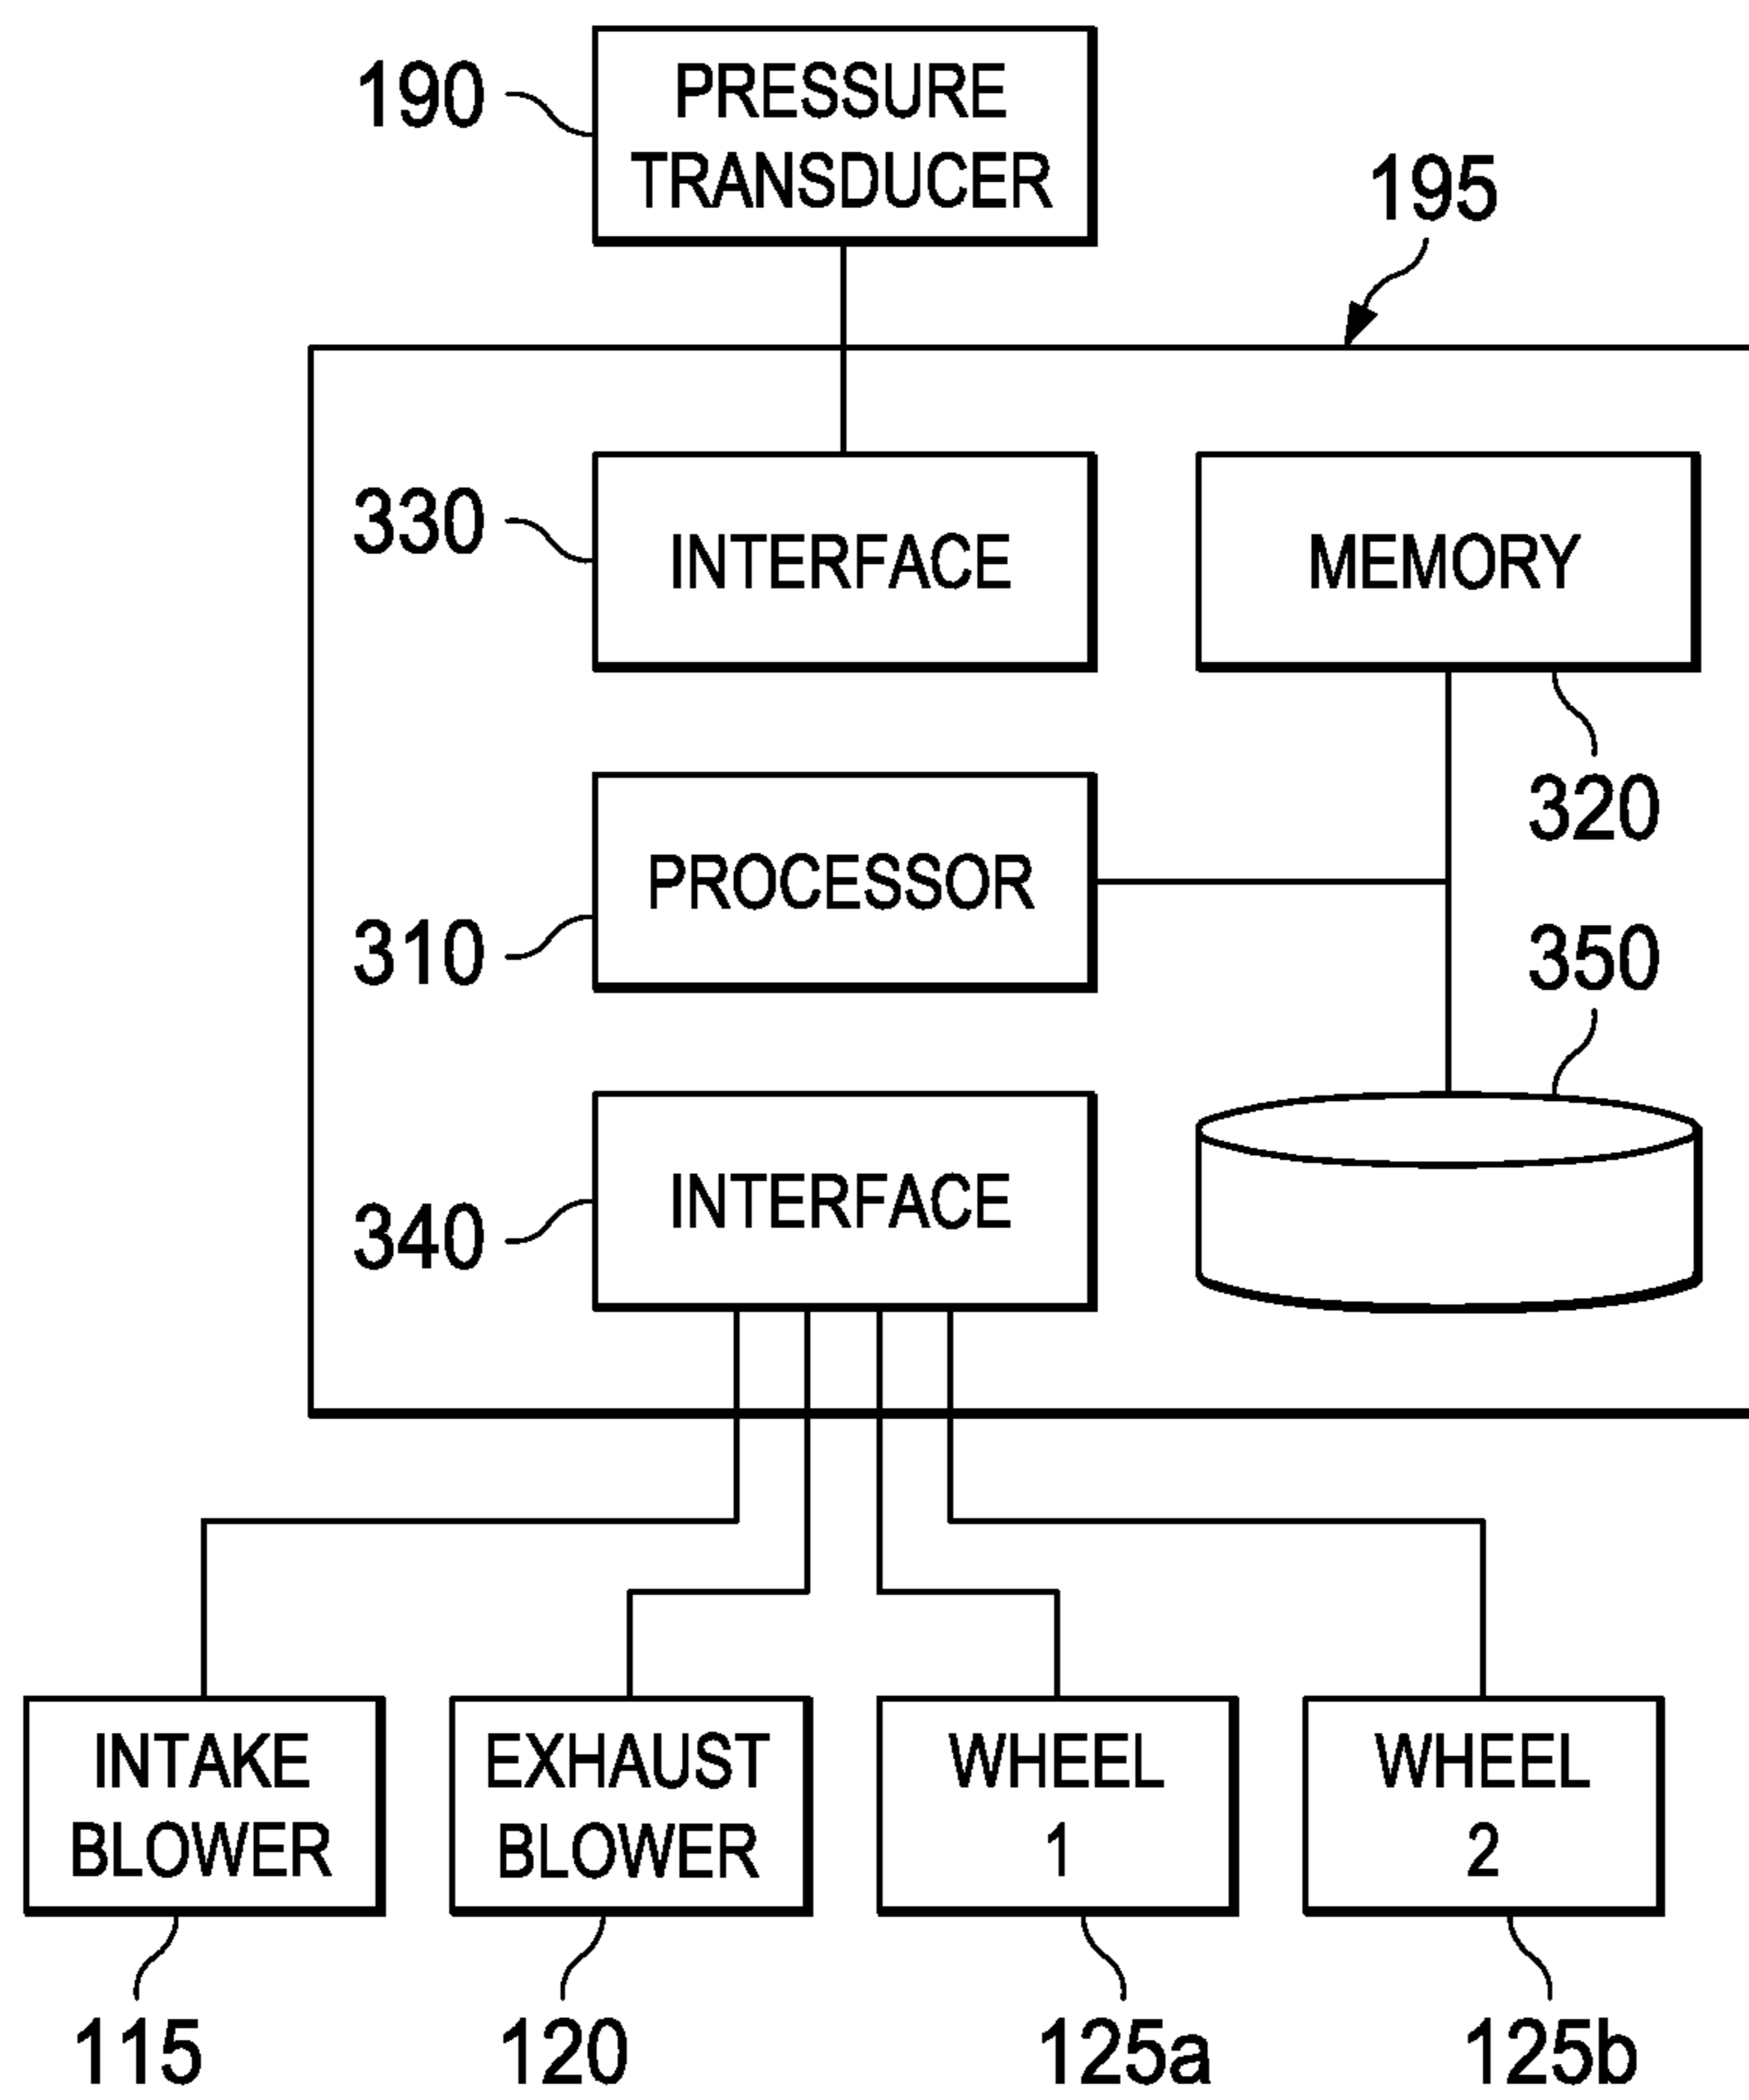 190
PRESSURE
TRANSDUCER
195
330
INTERFACE
MEMORY
320
310
PROCESSOR
350
340
INTERFACE
INTAKE
BLOWER
EXHAUST
BLOWER
WHEEL
1
WHEEL
2
115
120
125a
125b